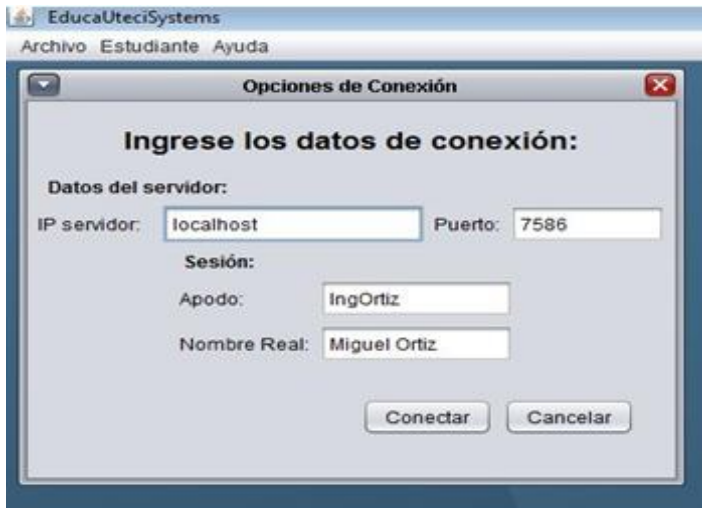 EducaUteciSystems
Archivo Estudiante Ayuda
Opciones de Conexión
Ingrese los datos de conexión:
Datos del servidor:
IP servidor: localhost Puerto: 7586
Sesión:
Apodo: IngOrtiz
Nombre Real: Miguel Ortiz
Conectar Cancelar